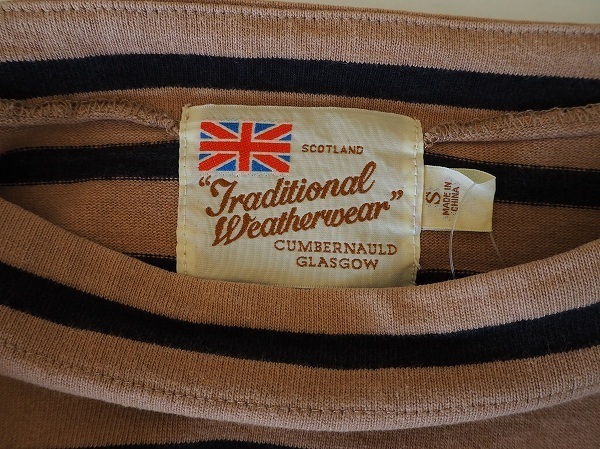 SCOTLAND
"Traditional
Weatherwear"
CUMBERNAULD
GLASGOW
S
MADE IN
CHINA